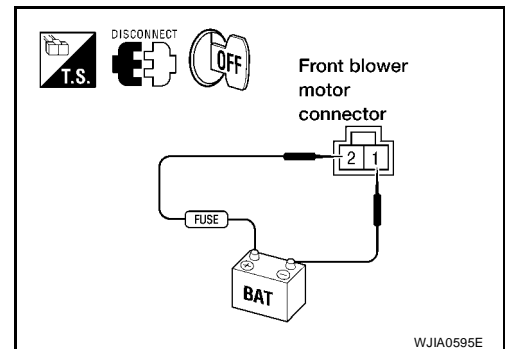 DISCONNECT
T.S.
OFF
Front blower
motor
connector
2 1
FUSE
+ −
BAT
WJIA0595E